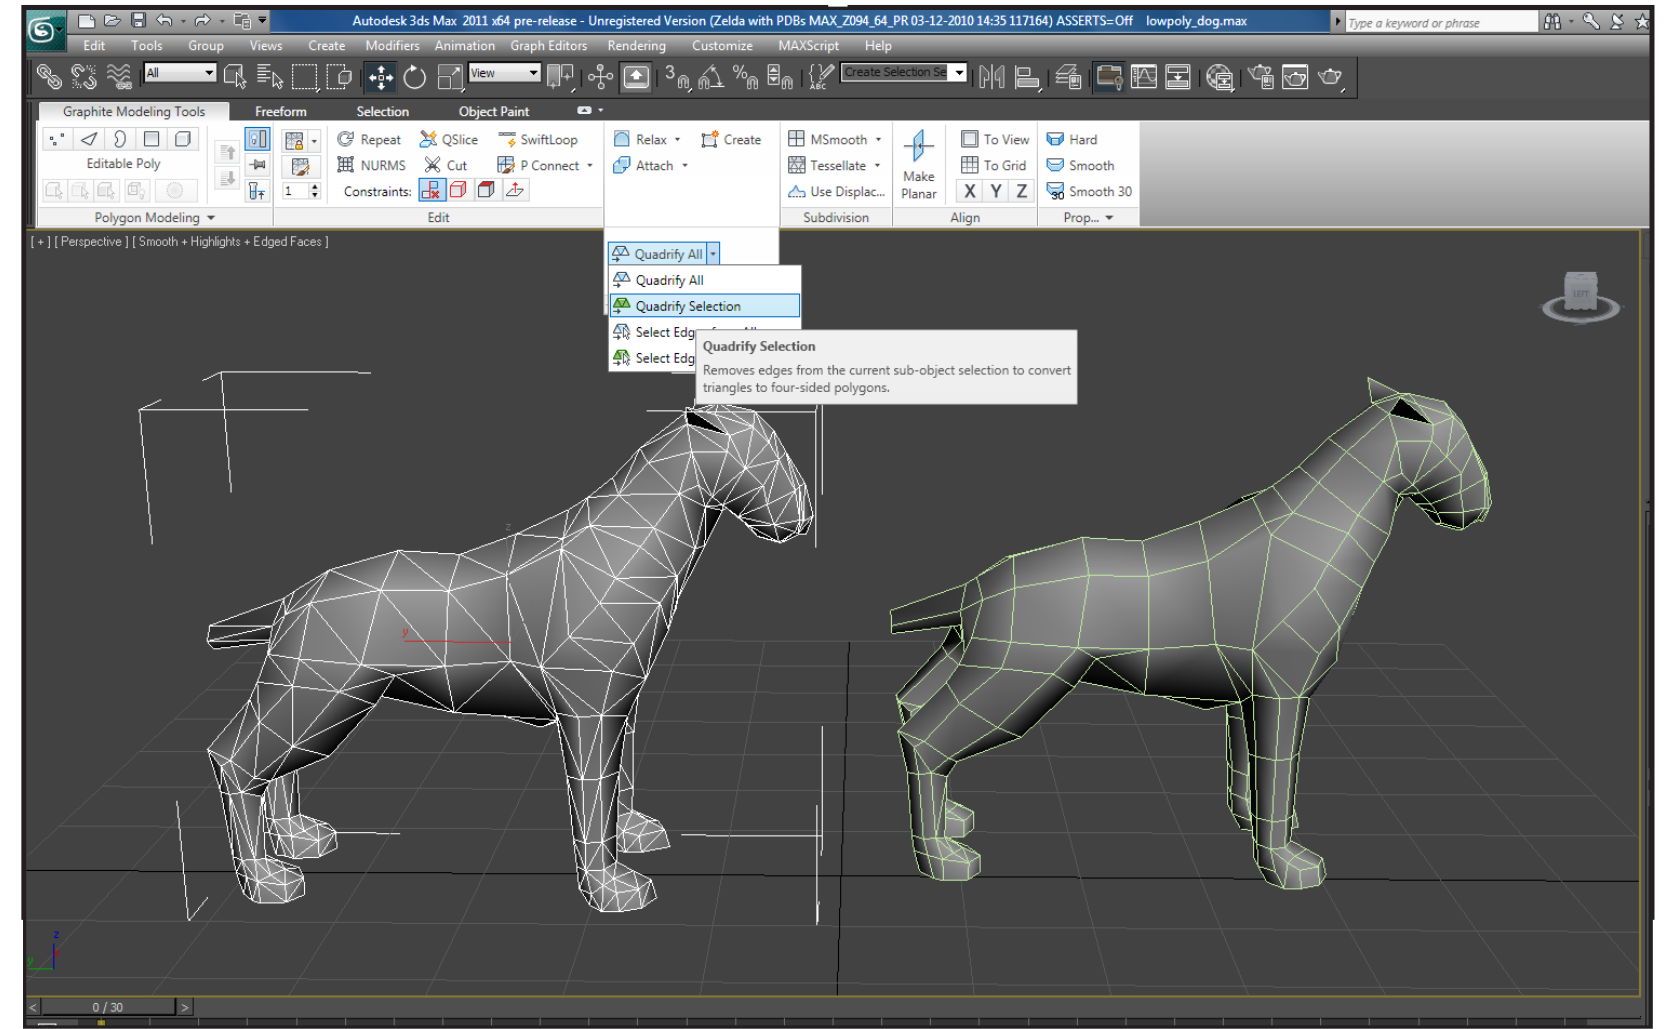 Autodesk 3ds Max 2011 x64 pre-release - Unregistered Version (Zelda with PDBs MAX_Z094_64_PR 03-12-2010 14:35 117164) ASSERTS=Off lowpoly_dog.max
Type a keyword or phrase
Edit Tools Group Views Create Modifiers Animation Graph Editors Rendering Customize MAXScript Help
All
View
3
%
ABC
Create Selection Se
Graphite Modeling Tools Freeform Selection Object Paint
Repeat QSlice SwiftLoop Relax Create MSmooth To View Hard
Editable Poly NURMS Cut P Connect Attach Tessellate Make Planar To Grid Smooth
1 Constraints: Use Displac... X Y Z 30 Smooth 30
Polygon Modeling Edit Subdivision Align Prop...
[ + ] [ Perspective ] [ Smooth + Highlights + Edged Faces ]
Quadrify All
Quadrify All
Quadrify Selection
Select Edg
Select Edg
Quadrify Selection
Removes edges from the current sub-object selection to convert
triangles to four-sided polygons.
LEFT
z
y
z
y
0 / 30